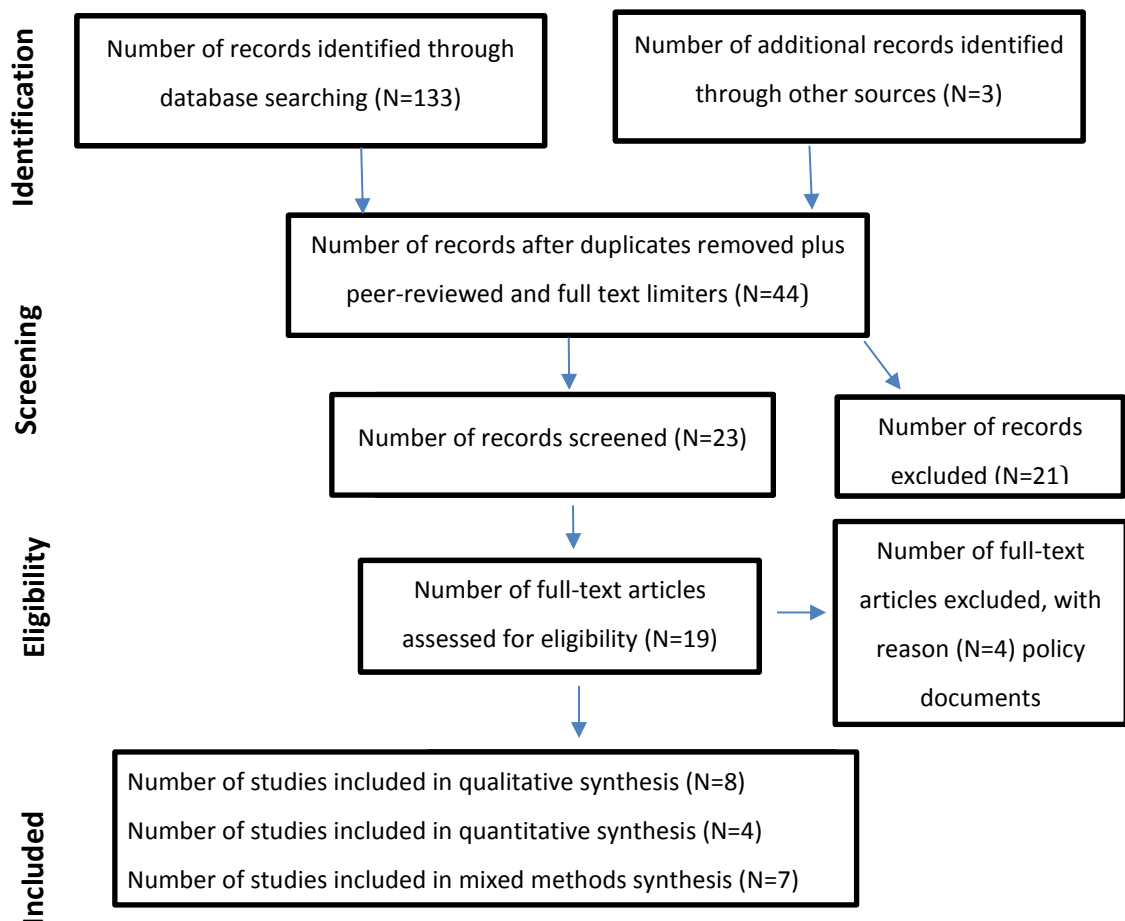 Identification
Number of records identified through
database searching (N=133)
Number of additional records identified
through other sources (N=3)
Number of records after duplicates removed plus
peer-reviewed and full text limiters (N=44)
Screening
Number of records screened (N=23)
Number of records
excluded (N=21)
Eligibility
Number of full-text articles
assessed for eligibility (N=19)
Number of full-text
articles excluded, with
reason (N=4) policy
documents
Included
Number of studies included in qualitative synthesis (N=8)
Number of studies included in quantitative synthesis (N=4)
Number of studies included in mixed methods synthesis (N=7)